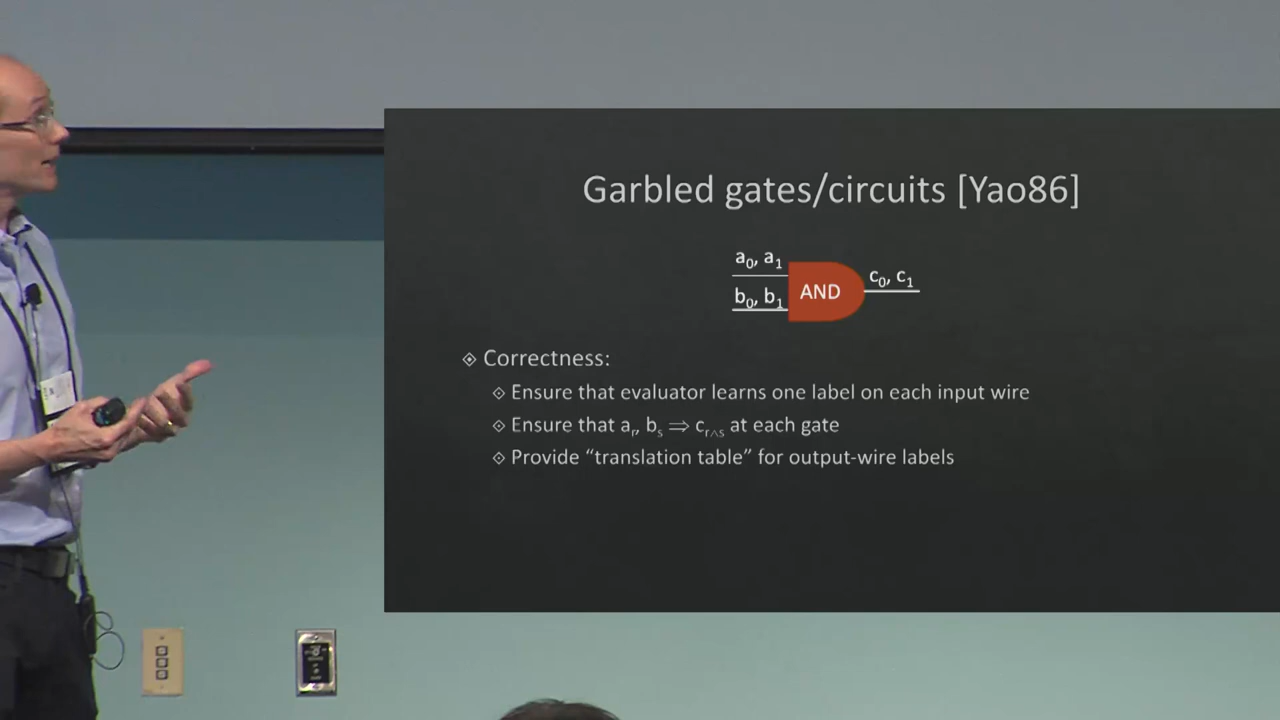 Garbled gates/circuits [Yao86]
a₀, a₁
b₀, b₁
AND
c₀, c₁
Correctness:
Ensure that evaluator learns one label on each input wire
Ensure that aᵣ, bₛ ⇒ c_{r∧s} at each gate
Provide “translation table” for output-wire labels